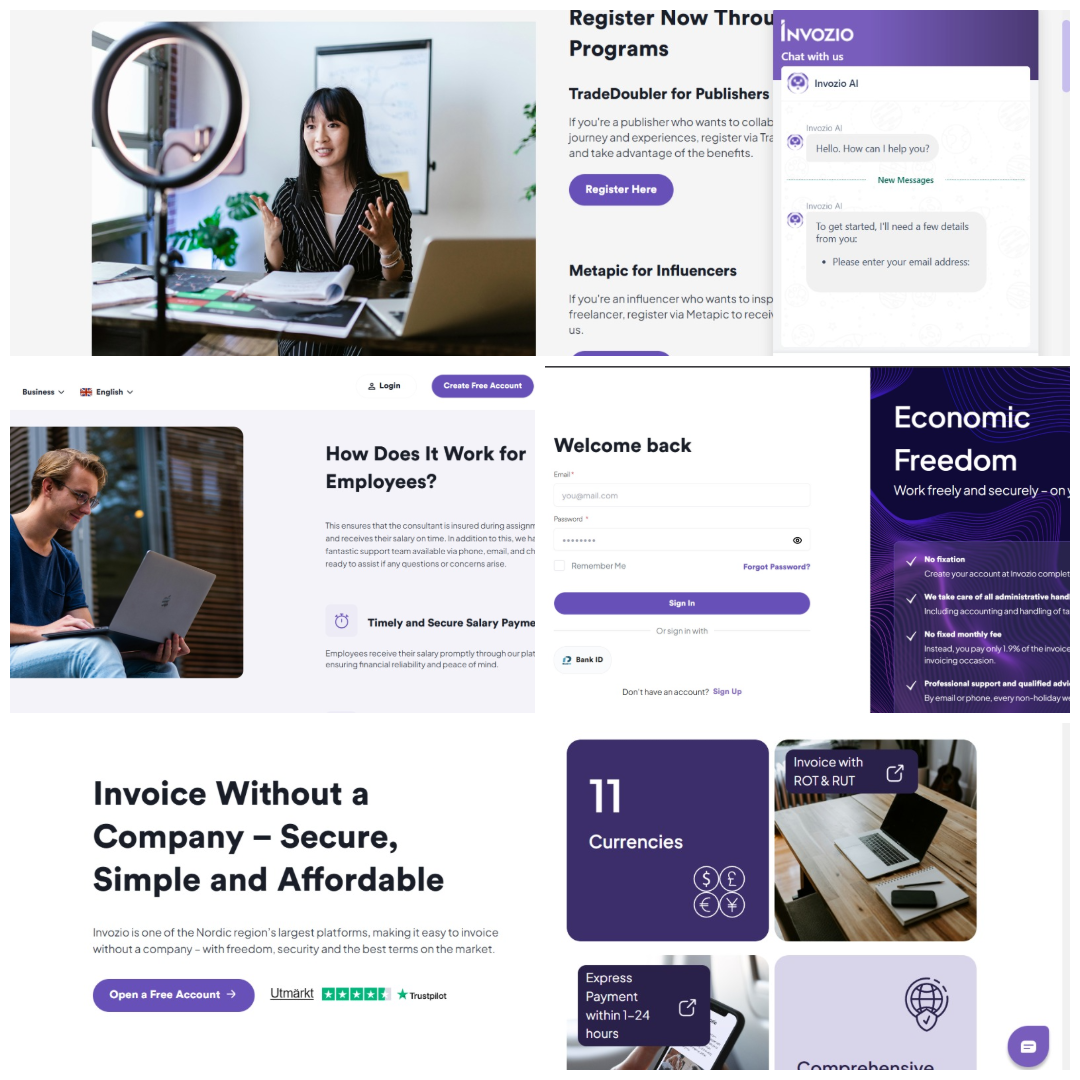 Register Now Throu
Programs
TradeDoubler for Publishers
If you're a publisher who wants to collab
journey and experiences, register via Tra
and take advantage of the benefits.
Register Here
Metapic for Influencers
If you're an influencer who wants to insp
freelancer, register via Metapic to receiv
us.
INVOZIO
Chat with us
Invozio AI
Invozio AI
Hello. How can I help you?
New Messages
Invozio AI
To get started, I'll need a few details
from you:
• Please enter your email address:
Business
English
Login
Create Free Account
How Does It Work for
Employees?
This ensures that the consultant is insured during assignm
and receives their salary on time. In addition to this, we ha
fantastic support team available via phone, email, and ch
ready to assist if any questions or concerns arise.
Timely and Secure Salary Payme
Employees receive their salary promptly through our plat
ensuring financial reliability and peace of mind.
Welcome back
Email *
you@mail.com
Password *
Remember Me
Forgot Password?
Sign In
Or sign in with
Bank ID
Don't have an account? Sign Up
Economic
Freedom
Work freely and securely – on y
No fixation
Create your account at Invozio complet
We take care of all administrative handl
Including accounting and handling of ta
No fixed monthly fee
Instead, you pay only 1.9% of the invoice
invoicing occasion.
Professional support and qualified advic
By email or phone, every non-holiday we
Invoice Without a
Company – Secure,
Simple and Affordable
Invozio is one of the Nordic region's largest platforms, making it easy to invoice
without a company – with freedom, security and the best terms on the market.
Open a Free Account →
Utmärkt
Trustpilot
11
Currencies
$ £
€ ¥
Invoice with
ROT & RUT
Express
Payment
within 1–24
hours
Comprehensive